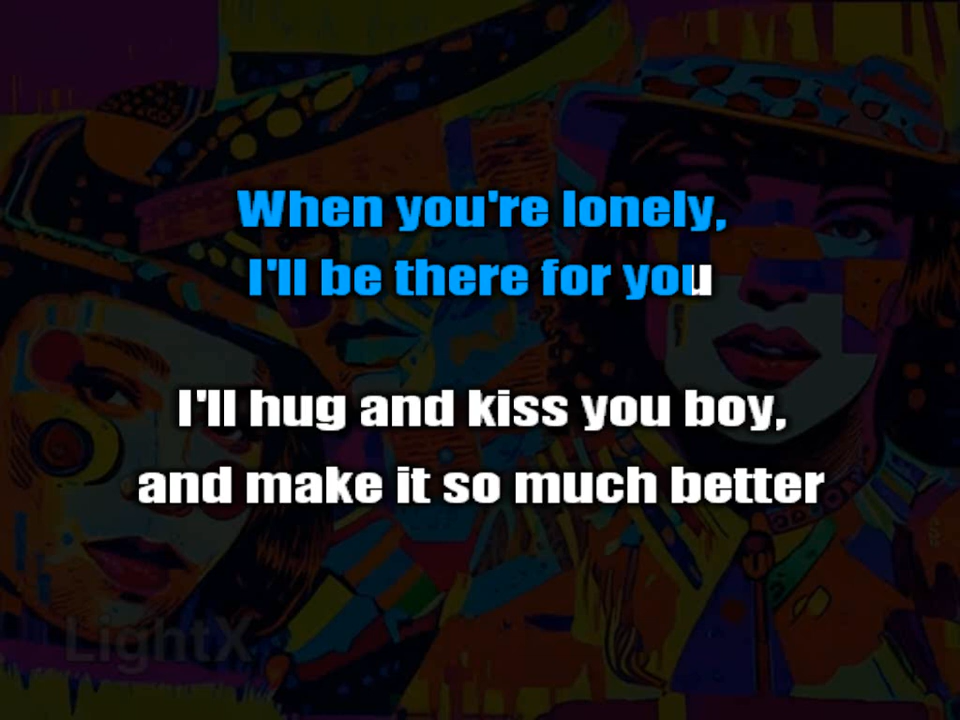 When you're lonely,
I'll be there for you
I'll hug and kiss you boy,
and make it so much better
LightX